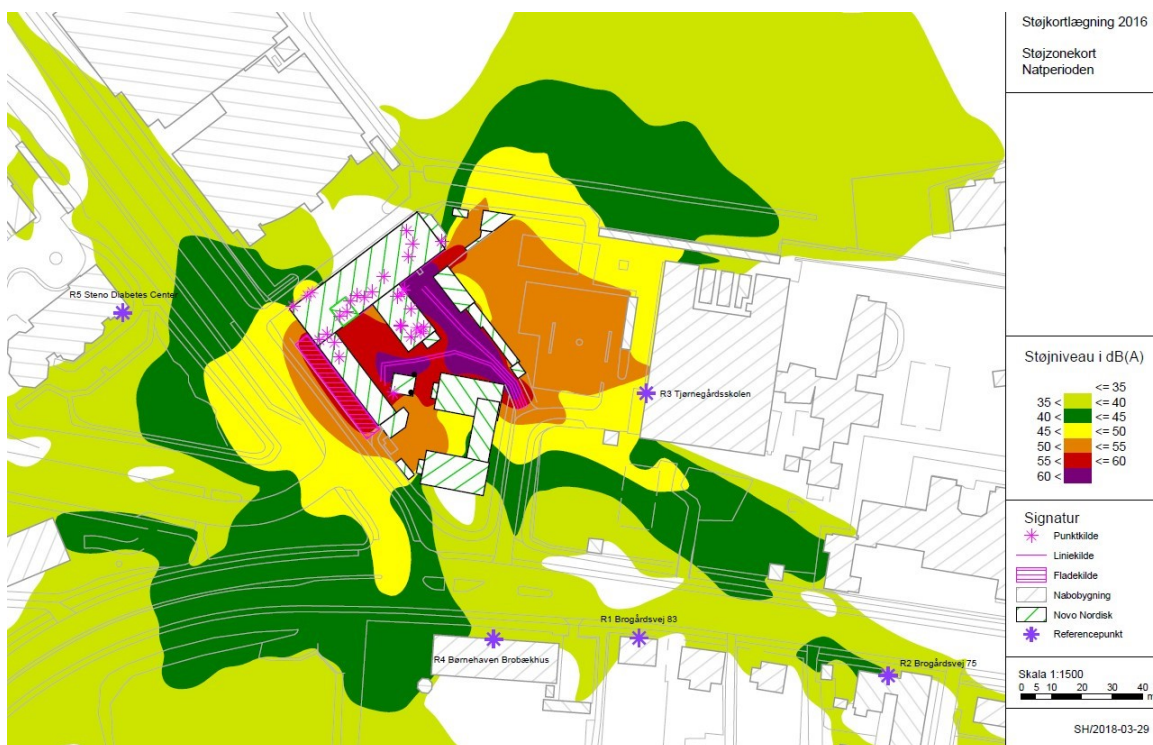 Støjkortlægning 2016
Støjzonekort
Natperioden
R5 Steno Diabetes Center
R3 Tjørnegårdsskolen
R1 Brogårdsvej 83
R4 Børnehaven Brobækhus
R2 Brogårdsvej 75
Støjniveau i dB(A)
<= 35
35 < <= 40
40 < <= 45
45 < <= 50
50 < <= 55
55 < <= 60
60 <
Signatur
Punktkilde
Liniekilde
Fladekilde
Nabobygning
Novo Nordisk
Referencepunkt
Skala 1:1500
0 5 10 20 30 40
m
SH/2018-03-29